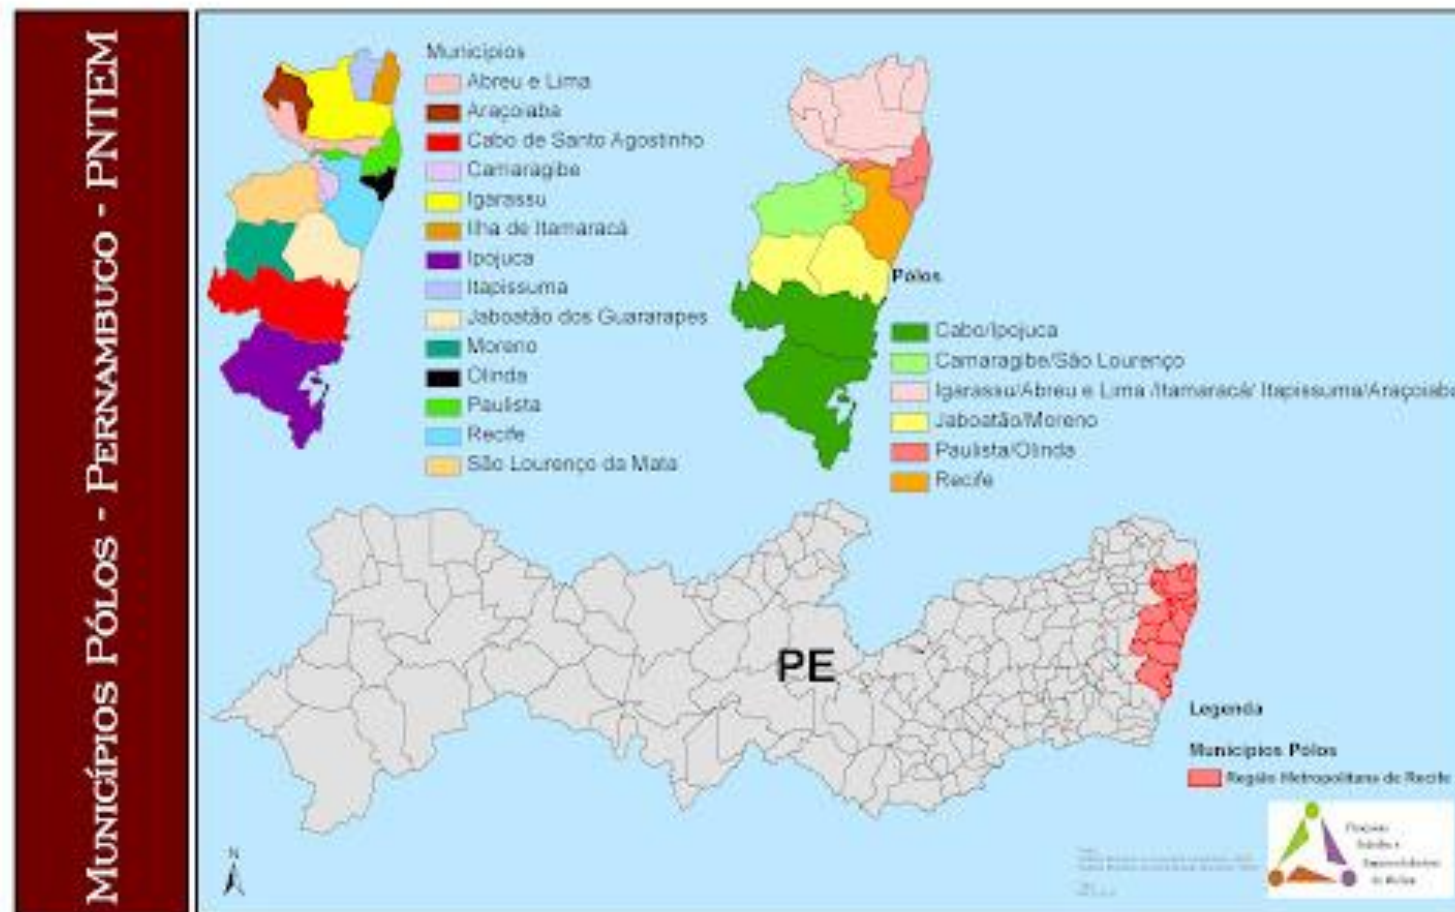 MUNICÍPIOS PÓLOS - PERNAMBUCO - PNTEM
Municípios
Abreu e Lima
Araçoiaba
Cabo de Santo Agostinho
Camaragibe
Igarassu
Ilha de Itamaracá
Ipojuca
Itapissuma
Jaboatão dos Guararapes
Moreno
Olinda
Paulista
Recife
São Lourenço da Mata
Pólos
Cabo/Ipojuca
Camaragibe/São Lourenço
Igarassu/Abreu e Lima /Itamaracá/ Itapissuma/Araçoiaba
Jaboatão/Moreno
Paulista/Olinda
Recife
PE
Legenda
Municípios Pólos
Região Metropolitana de Recife
N